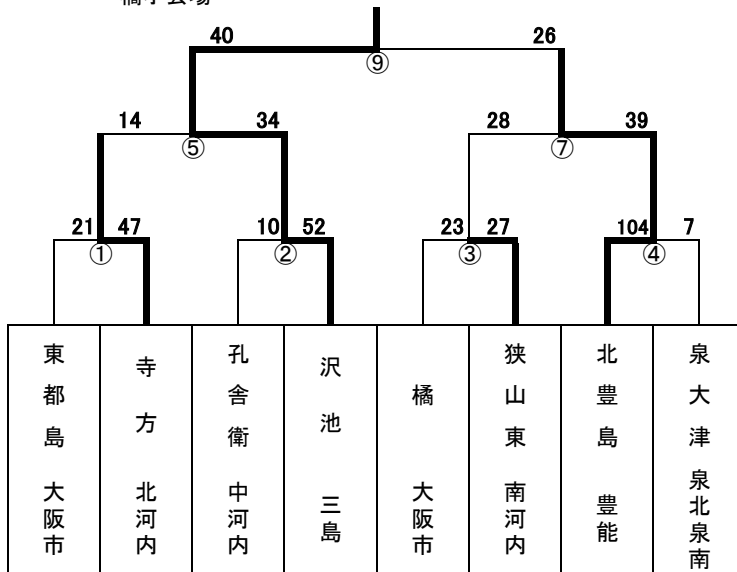 40 26
⑨
14 34 28 39
⑤ ⑦
21 47 10 52 23 27 104 7
① ② ③ ④
東都島 大阪市
寺方 北河内
孔舎衛 中河内
沢池 三島
橘 大阪市
狭山東 南河内
北豊島 豊能
泉大津 泉北泉南